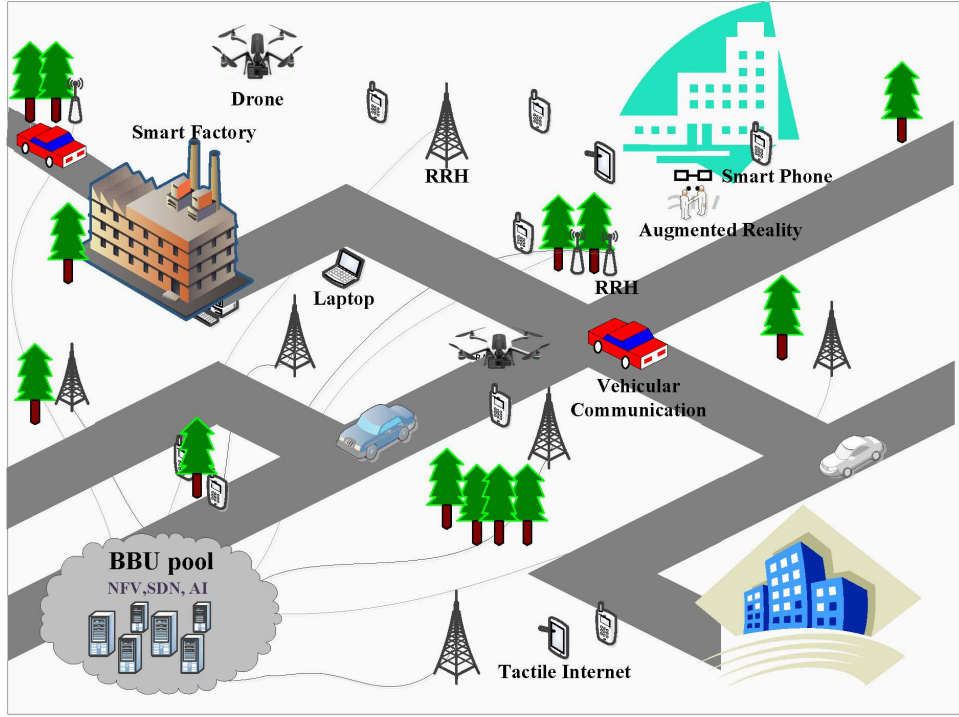 Drone
Smart Factory
RRH
Smart Phone
Augmented Reality
RRH
Laptop
Vehicular
Communication
BBU pool
NFV,SDN, AI
Tactile Internet